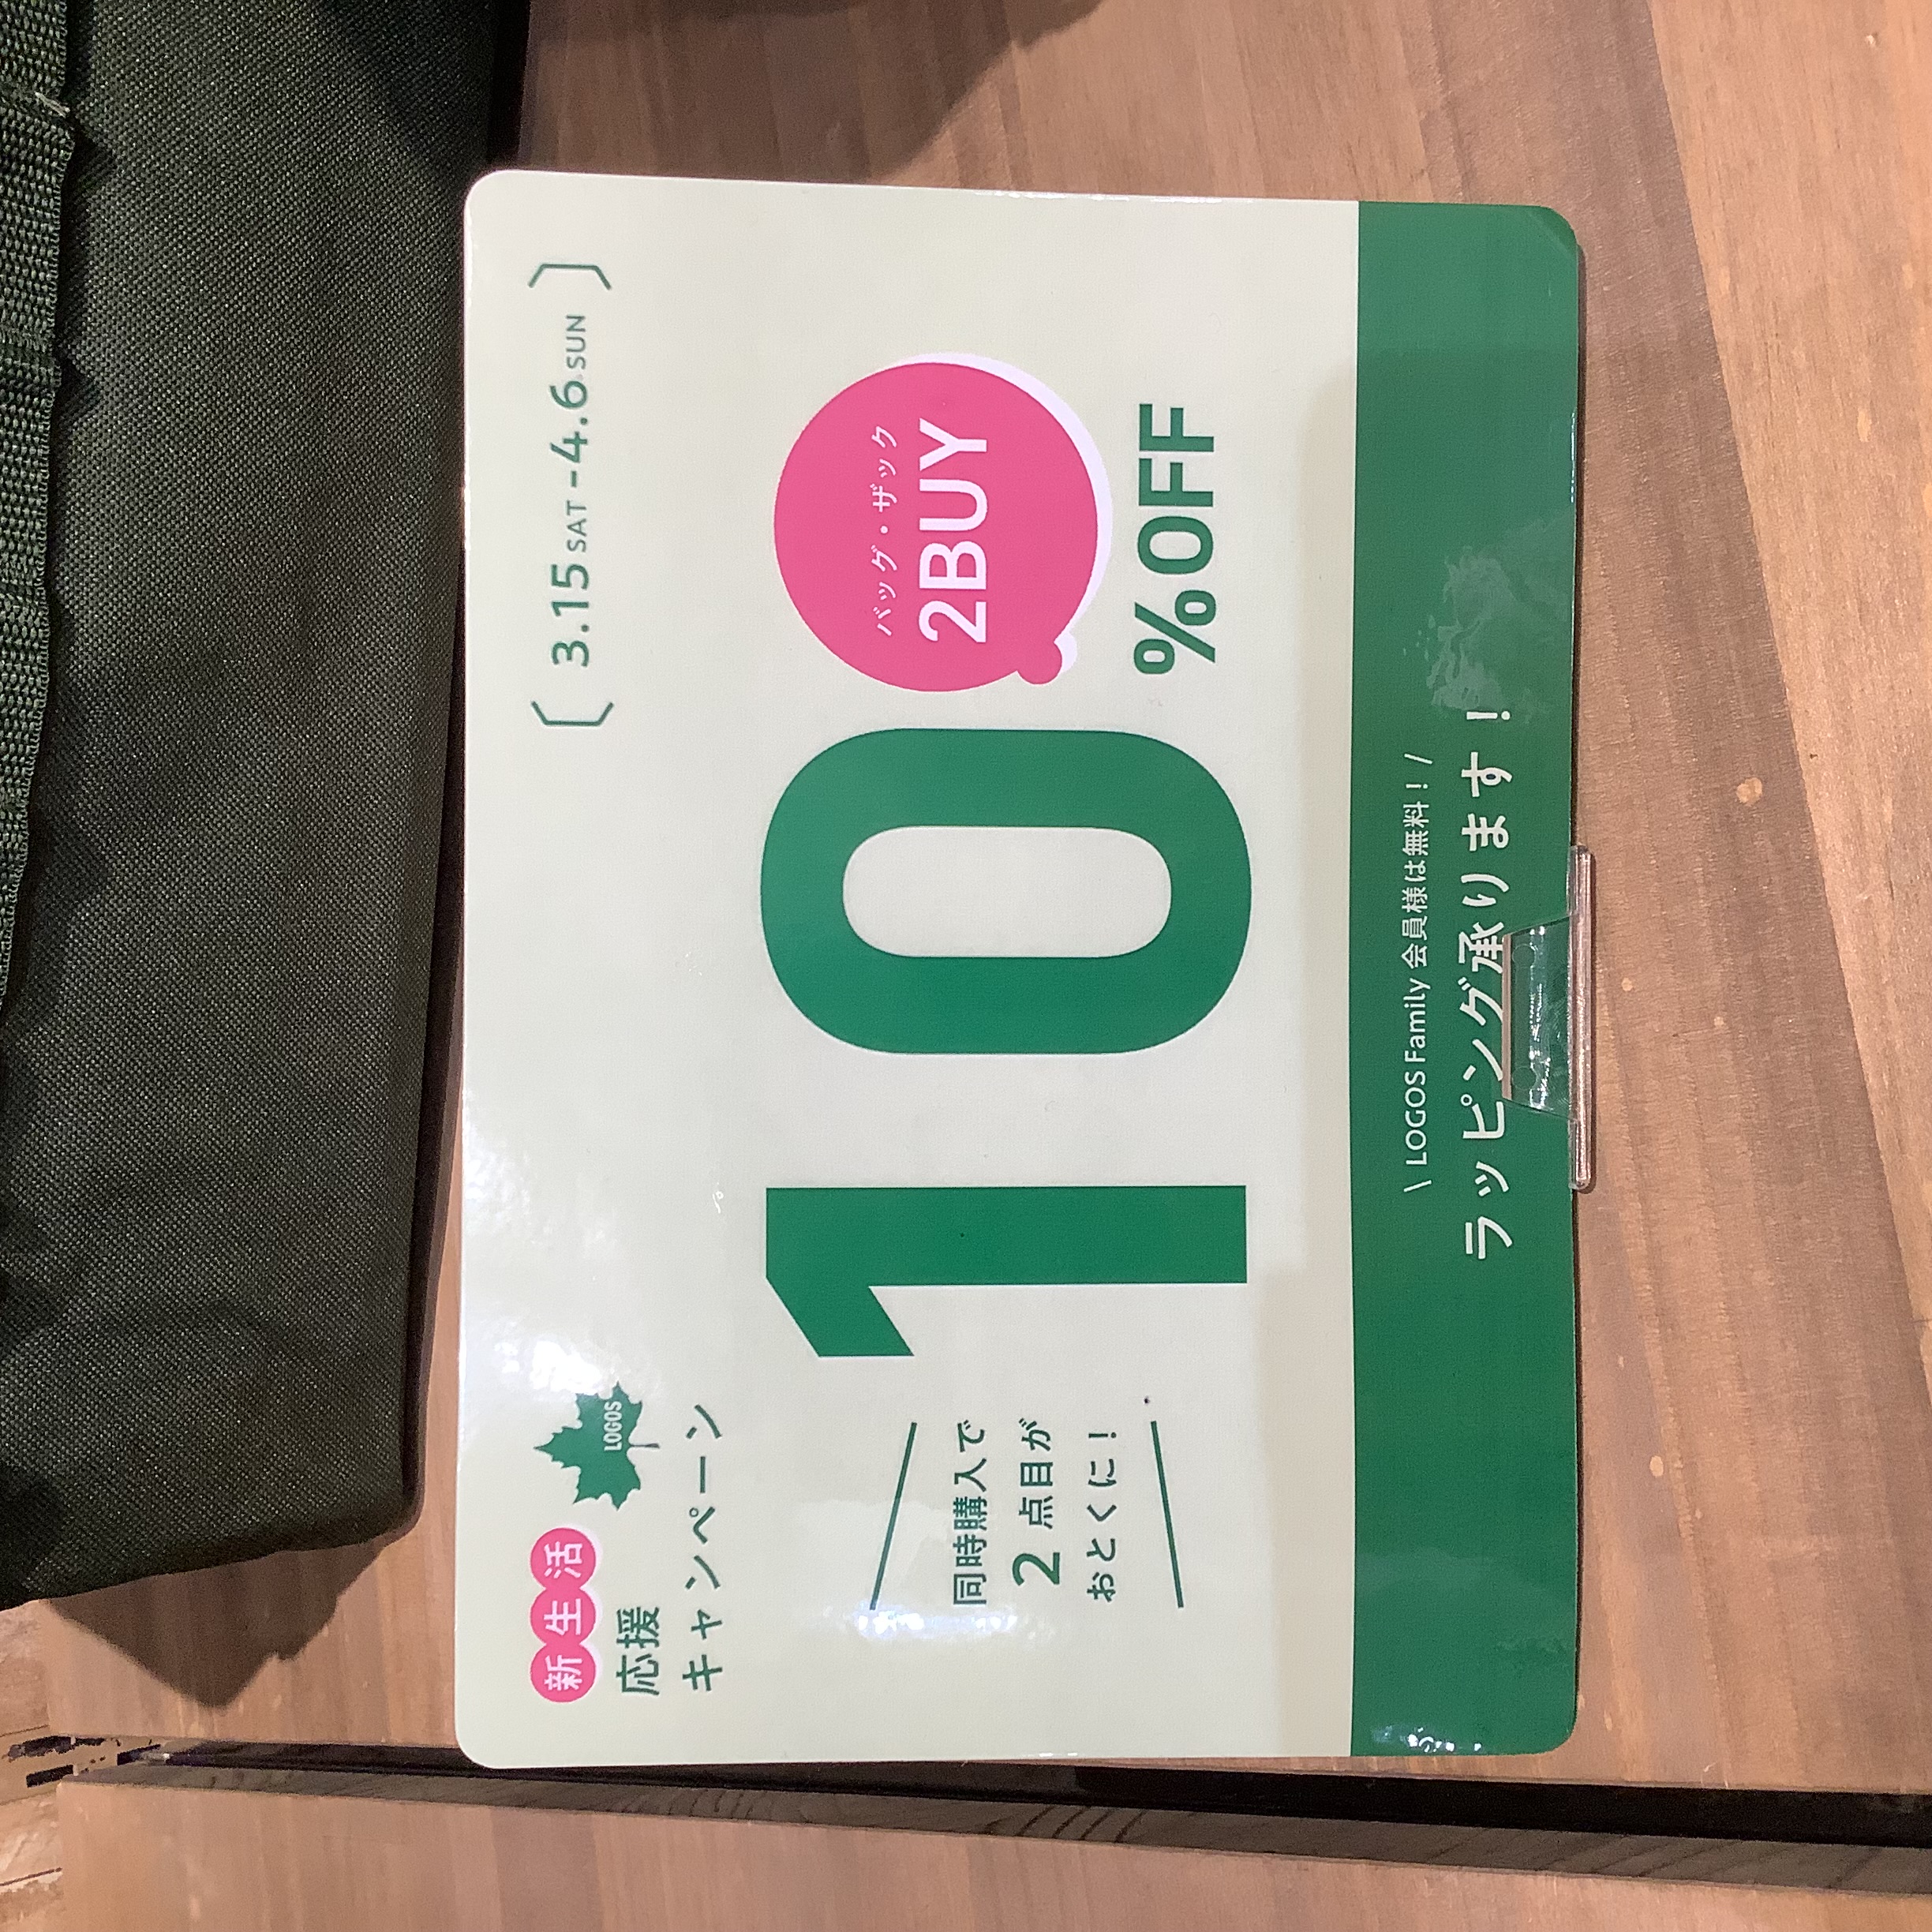 新生活
応援
キャンペーン
LOGOS
3.15 SAT -4.6 SUN
同時購入で
2点目が
おとくに！
10
バッグ・ザック
2BUY
%OFF
\ LOGOS Family 会員様は無料！ /
ラッピング承ります！